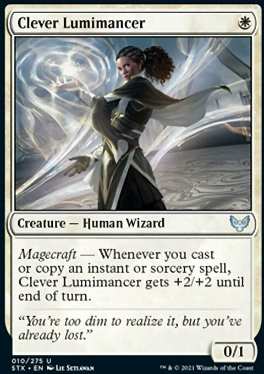 Clever Lumimancer
Creature — Human Wizard
Magecraft — Whenever you cast
or copy an instant or sorcery spell,
Clever Lumimancer gets +2/+2 until
end of turn.
“You’re too dim to realize it, but you’ve
already lost.”
0/1
010/275 U
STX • EN Lie Setiawan
™ & © 2021 Wizards of the Coast